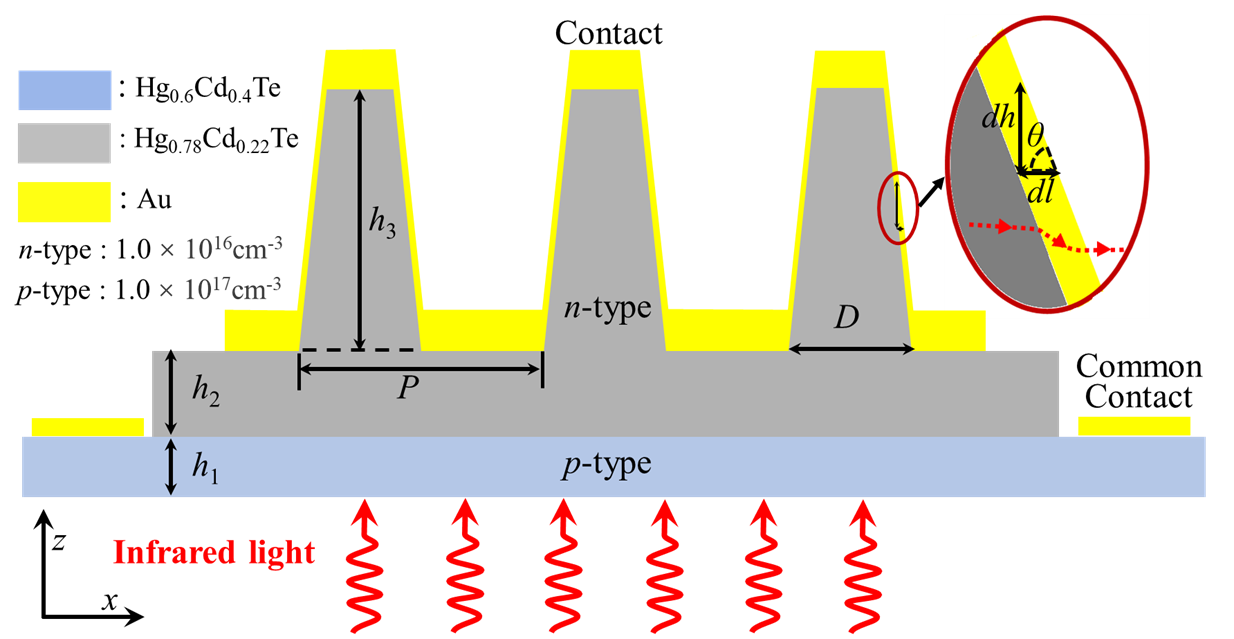 Contact
: Hg0.6Cd0.4Te
: Hg0.78Cd0.22Te
: Au
n-type : 1.0 × 10^16cm^-3
p-type : 1.0 × 10^17cm^-3
dh
θ
dl
h3
n-type
D
P
h2
Common
Contact
h1
p-type
z
Infrared light
x